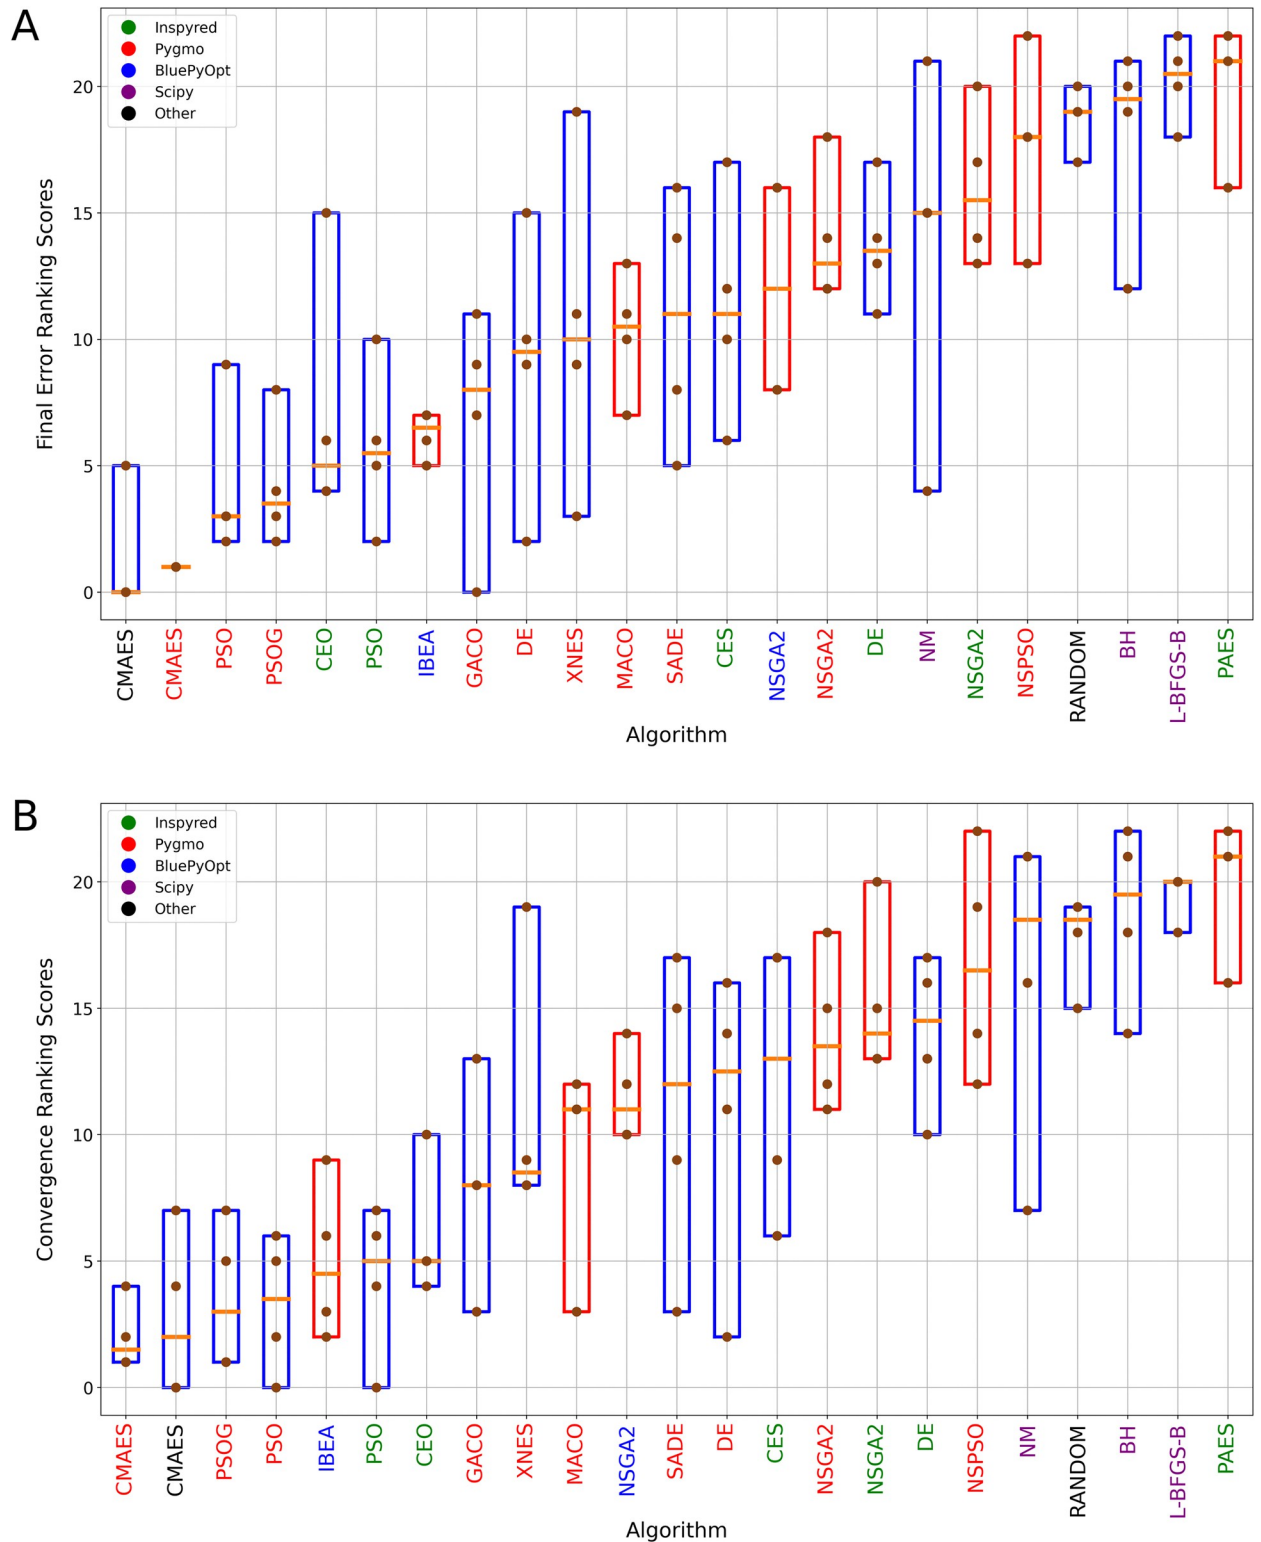 A
Inspyred
Pygmo
BluePyOpt
Scipy
Other
Final Error Ranking Scores
20
15
10
5
0
CMAES CMAES PSO PSOG CEO PSO IBEA GACO DE XNES MACO SADE CES NSGA2 NSGA2 DE NM NSGA2 NSPSO RANDOM BH L-BFGS-B PAES
Algorithm
B
Inspyred
Pygmo
BluePyOpt
Scipy
Other
Convergence Ranking Scores
20
15
10
5
0
CMAES CMAES PSOG PSO IBEA PSO CEO GACO XNES MACO NSGA2 SADE DE CES NSGA2 NSGA2 DE NSPSO NM RANDOM BH L-BFGS-B PAES
Algorithm